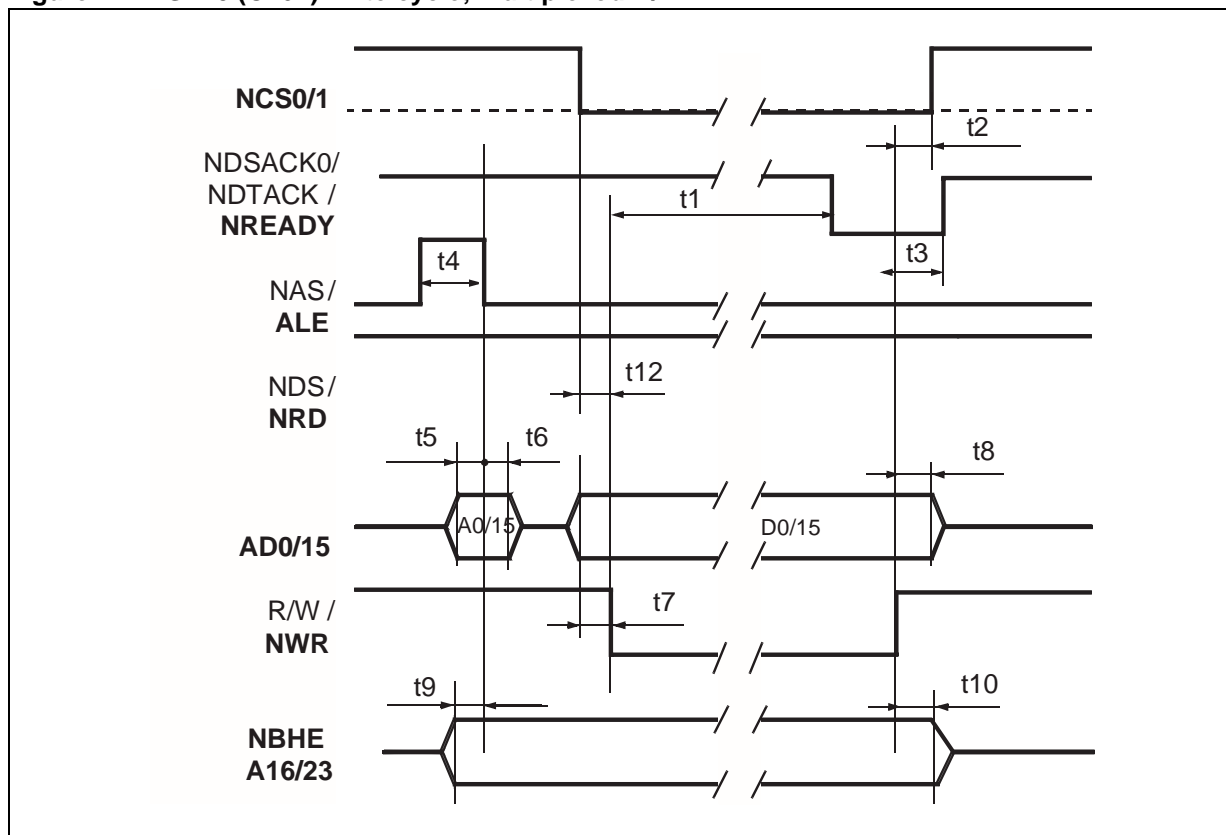 NCS0/1
t2
NDSACK0/
NDTACK /
NREADY
t1
t3
t4
NAS/
ALE
NDS/
NRD
t12
t5
t6
t8
A0/15
D0/15
AD0/15
R/W /
NWR
t7
t9
t10
NBHE
A16/23